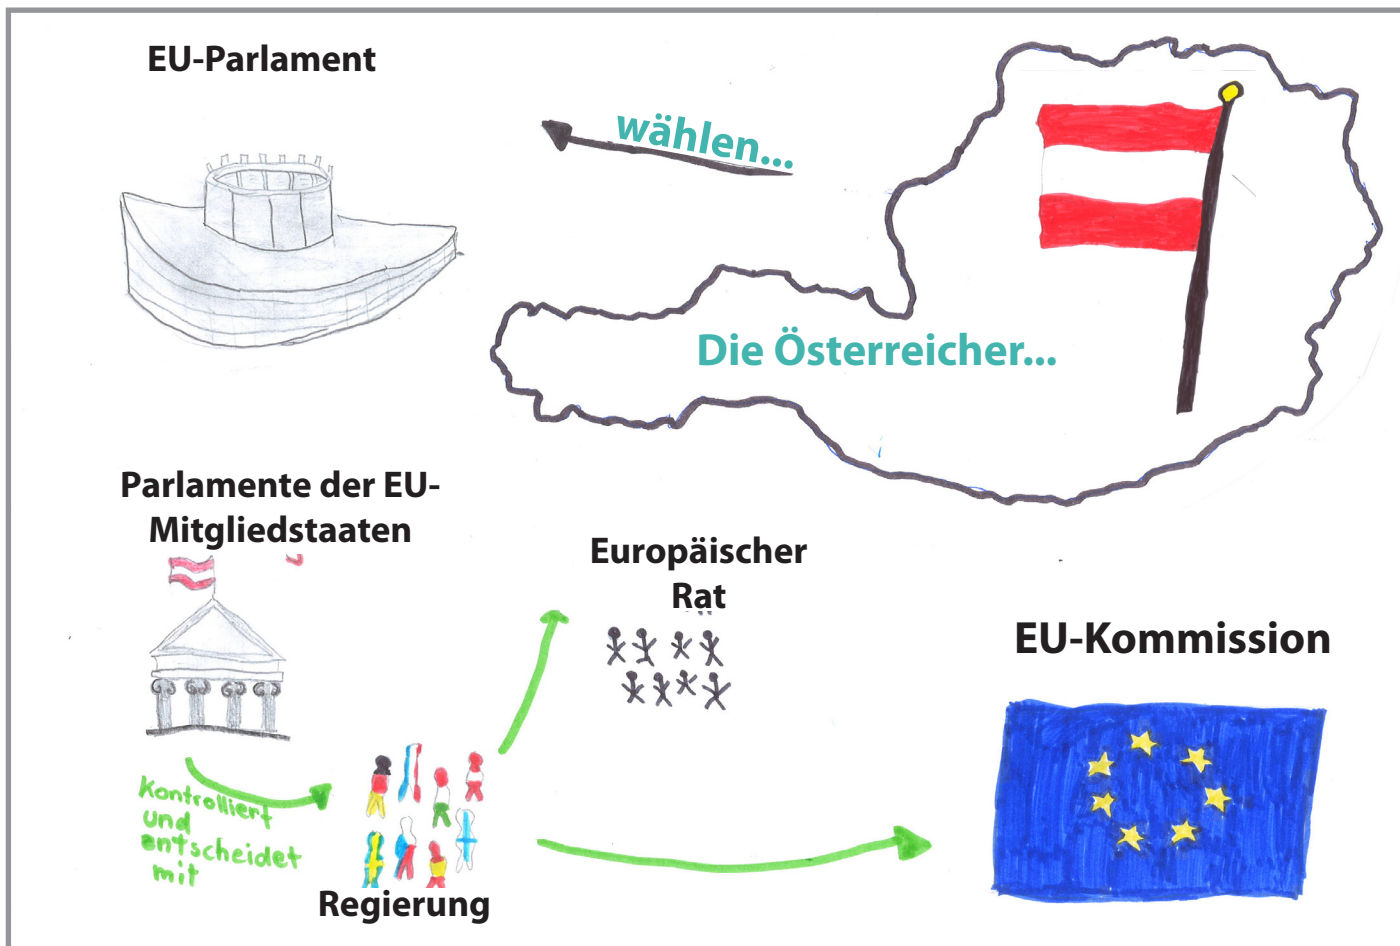 EU-Parlament
wählen...
Die Österreicher...
Parlamente der EU-
Mitgliedstaaten
Europäischer
Rat
EU-Kommission
Kontrolliert
und
entscheidet
mit
Regierung